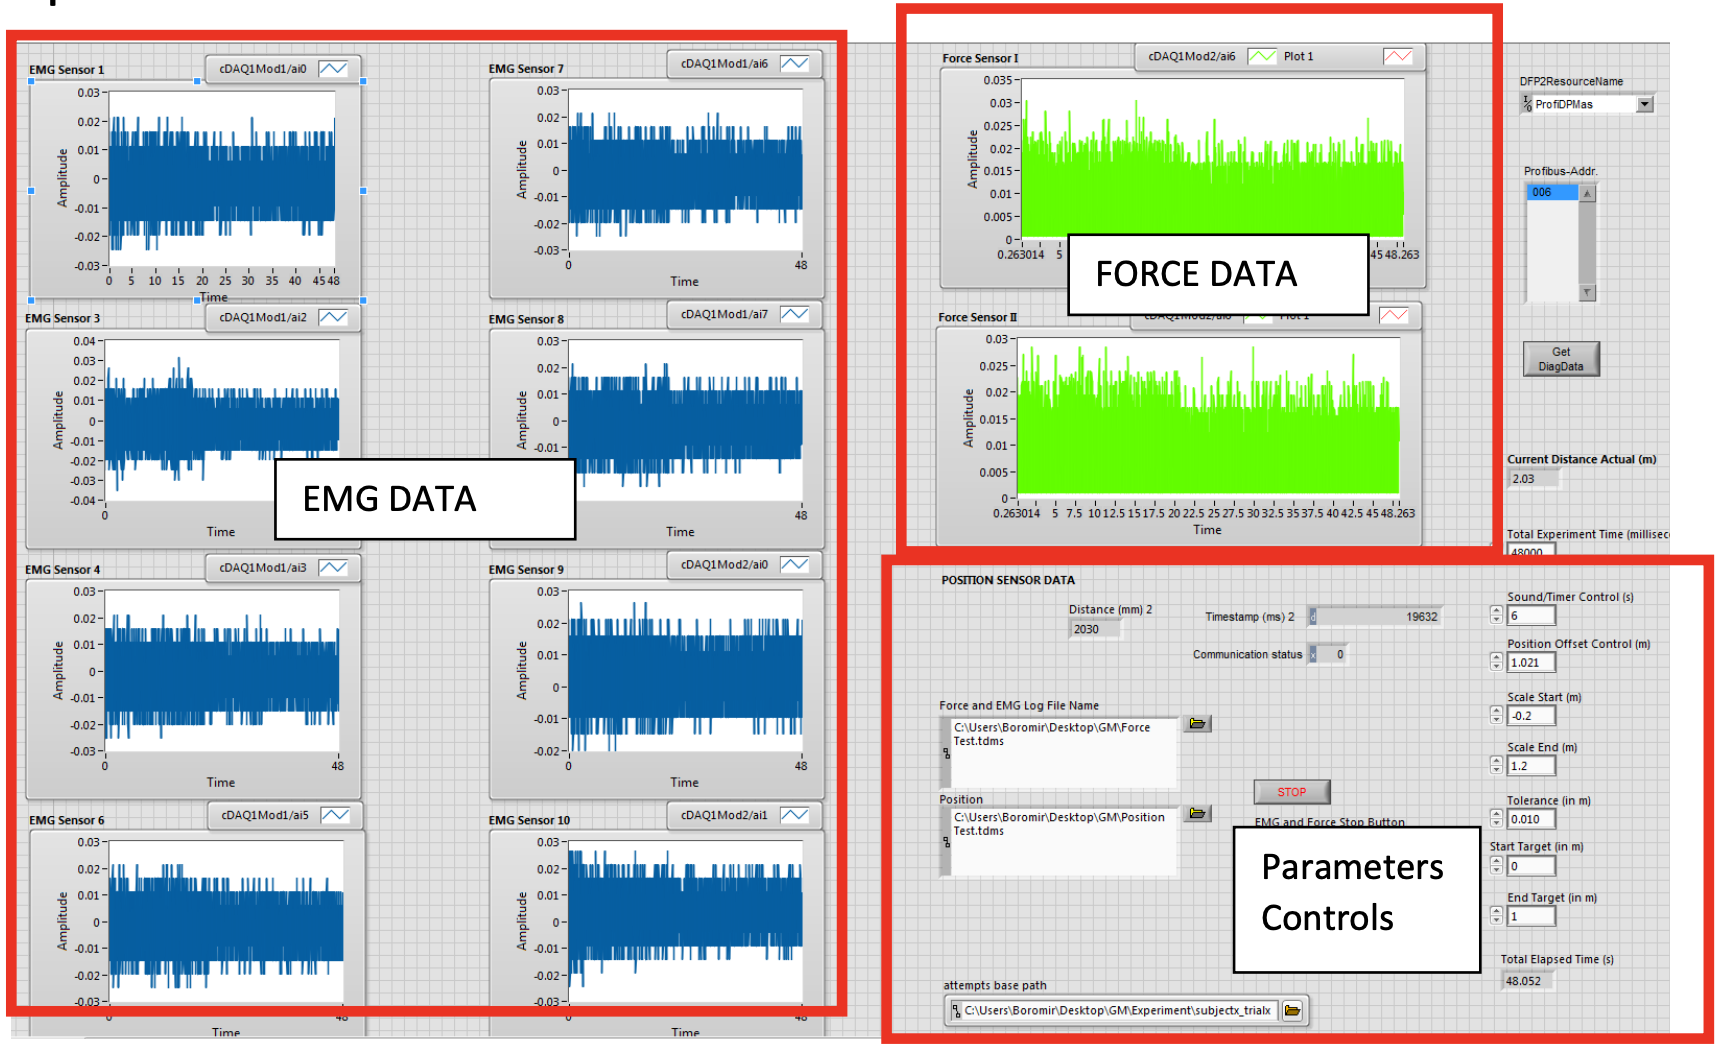 EMG Sensor 1
cDAQ1Mod1/ai0
Amplitude
0.03
0.02
0.01
0
-0.01
-0.02
-0.03
0 5 10 15 20 25 30 35 40 45 48
Time
EMG Sensor 7
cDAQ1Mod1/ai6
Amplitude
0.03
0.02
0.01
0
-0.01
-0.02
-0.03
0 48
Time
EMG Sensor 3
cDAQ1Mod1/ai2
Amplitude
0.04
0.03
0.02
0.01
0
-0.01
-0.02
-0.03
-0.04
0
Time
EMG Sensor 8
cDAQ1Mod1/ai7
Amplitude
0.03
0.02
0.01
0
-0.01
48
Time
EMG DATA
EMG Sensor 4
cDAQ1Mod1/ai3
Amplitude
0.03
0.02
0.01
0
-0.01
-0.02
-0.03
0 48
Time
EMG Sensor 9
cDAQ1Mod2/ai0
Amplitude
0.03
0.02
0.01
0
-0.01
-0.02
0 48
Time
EMG Sensor 6
cDAQ1Mod1/ai5
Amplitude
0.03
0.02
0.01
0
-0.01
-0.02
-0.03
Time
EMG Sensor 10
cDAQ1Mod2/ai1
Amplitude
0.03
0.02
0.01
0
-0.01
-0.02
-0.03
Time
Force Sensor I
cDAQ1Mod2/ai6 Plot 1
Amplitude
0.035
0.03
0.025
0.02
0.015
0.01
0.005
0
0.263014 5 45 48.263
FORCE DATA
Force Sensor II
Amplitude
0.03
0.025
0.02
0.015
0.01
0.005
0
0.263014 5 7.5 10 12.5 15 17.5 20 22.5 25 27.5 30 32.5 35 37.5 40 42.5 45 48.263
Time
DFP2ResourceName
ProfiDPMas
Profibus-Addr.
006
Get
DiagData
Current Distance Actual (m)
2.03
Total Experiment Time (millisec
48000
POSITION SENSOR DATA
Distance (mm) 2
2030
Timestamp (ms) 2 d 19632
Communication status x 0
Force and EMG Log File Name
C:\Users\Boromir\Desktop\GM\Force
Test.tdms
Position
C:\Users\Boromir\Desktop\GM\Position
Test.tdms
STOP
EMG and Force Stop Button
Parameters
Controls
Sound/Timer Control (s)
6
Position Offset Control (m)
1.021
Scale Start (m)
-0.2
Scale End (m)
1.2
Tolerance (in m)
0.010
Start Target (in m)
0
End Target (in m)
1
Total Elapsed Time (s)
48.052
attempts base path
C:\Users\Boromir\Desktop\GM\Experiment\subjectx_trialx